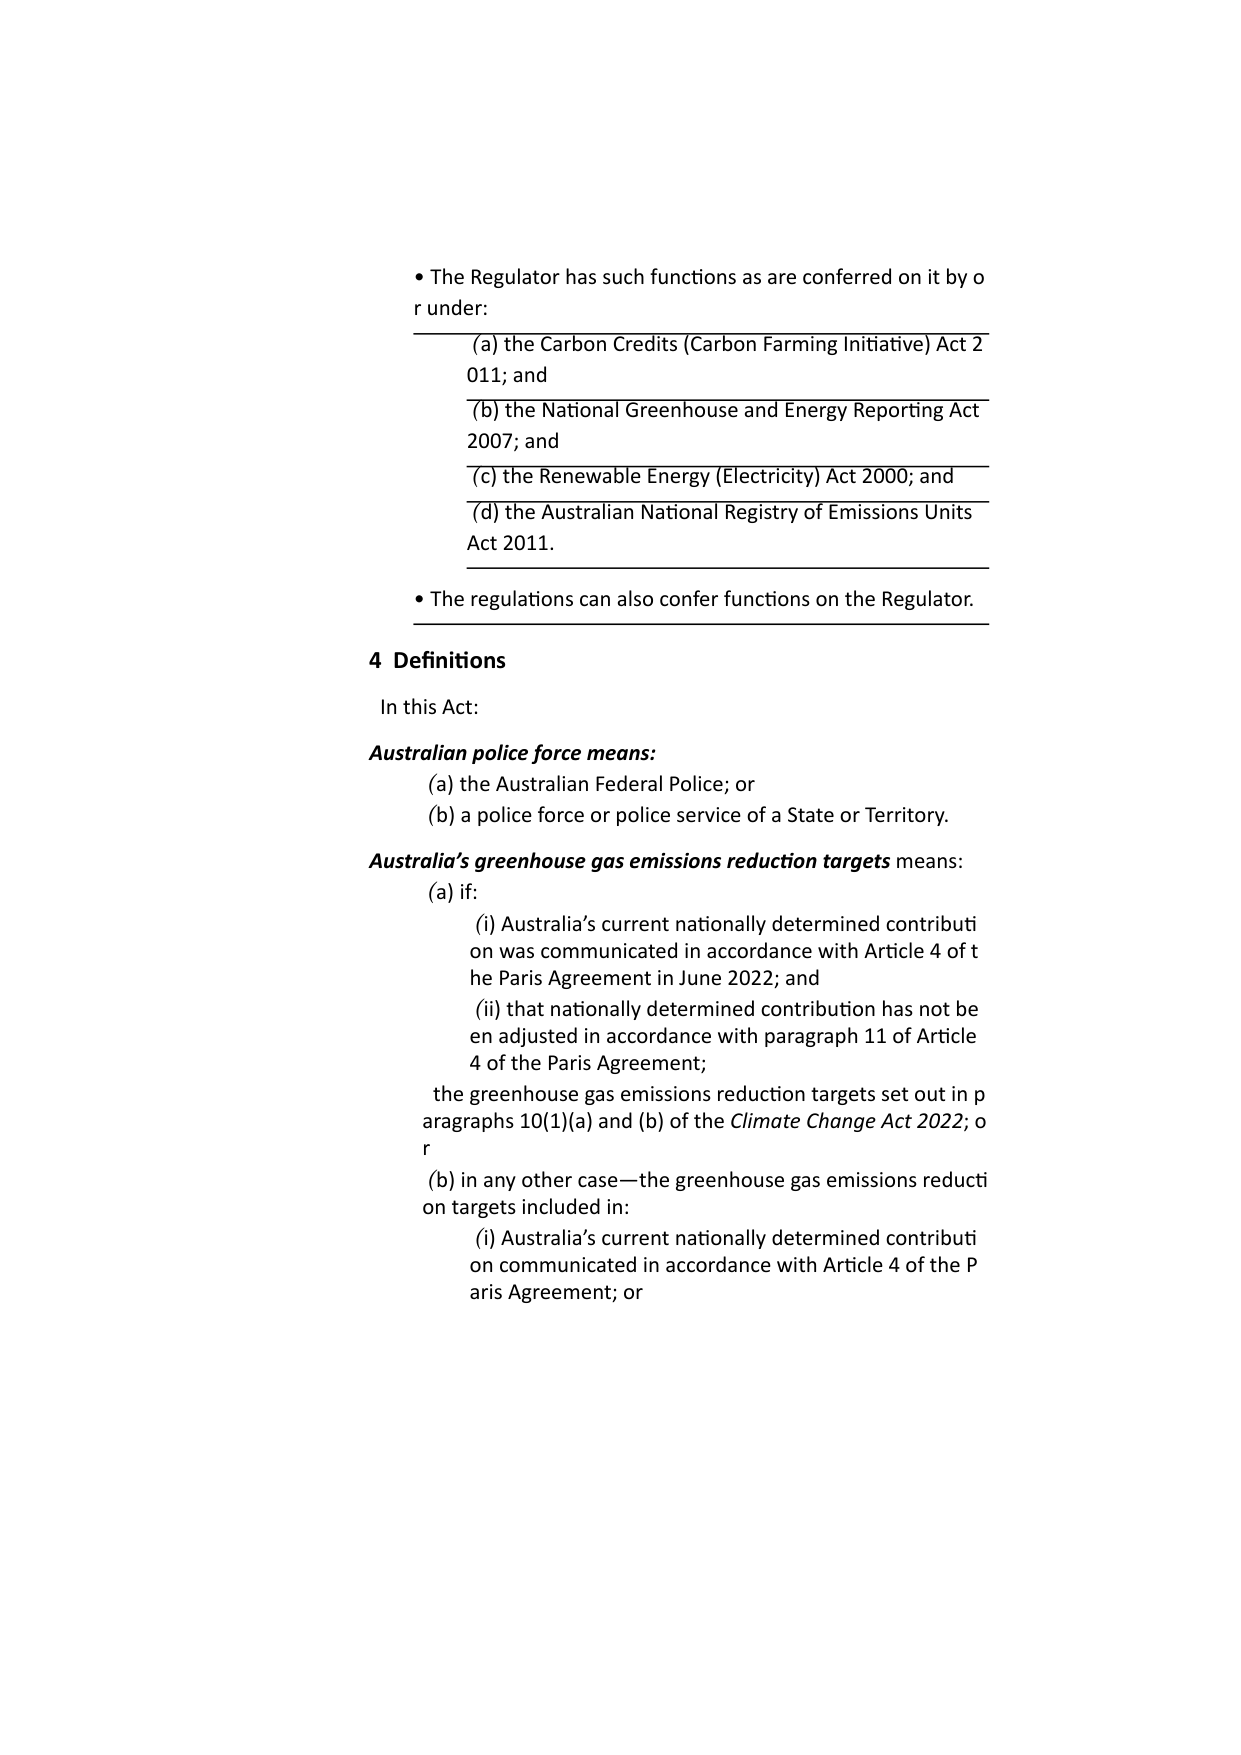 • The Regulator has such functions as are conferred on it by o
r under:
(a) the Carbon Credits (Carbon Farming Initiative) Act 2
011; and
(b) the National Greenhouse and Energy Reporting Act
2007; and
(c) the Renewable Energy (Electricity) Act 2000; and
(d) the Australian National Registry of Emissions Units
Act 2011.
• The regulations can also confer functions on the Regulator.
4 Definitions
In this Act:
Australian police force means:
(a) the Australian Federal Police; or
(b) a police force or police service of a State or Territory.
Australia’s greenhouse gas emissions reduction targets means:
(a) if:
(i) Australia’s current nationally determined contributi
on was communicated in accordance with Article 4 of t
he Paris Agreement in June 2022; and
(ii) that nationally determined contribution has not be
en adjusted in accordance with paragraph 11 of Article
4 of the Paris Agreement;
the greenhouse gas emissions reduction targets set out in p
aragraphs 10(1)(a) and (b) of the Climate Change Act 2022; o
r
(b) in any other case—the greenhouse gas emissions reducti
on targets included in:
(i) Australia’s current nationally determined contributi
on communicated in accordance with Article 4 of the P
aris Agreement; or